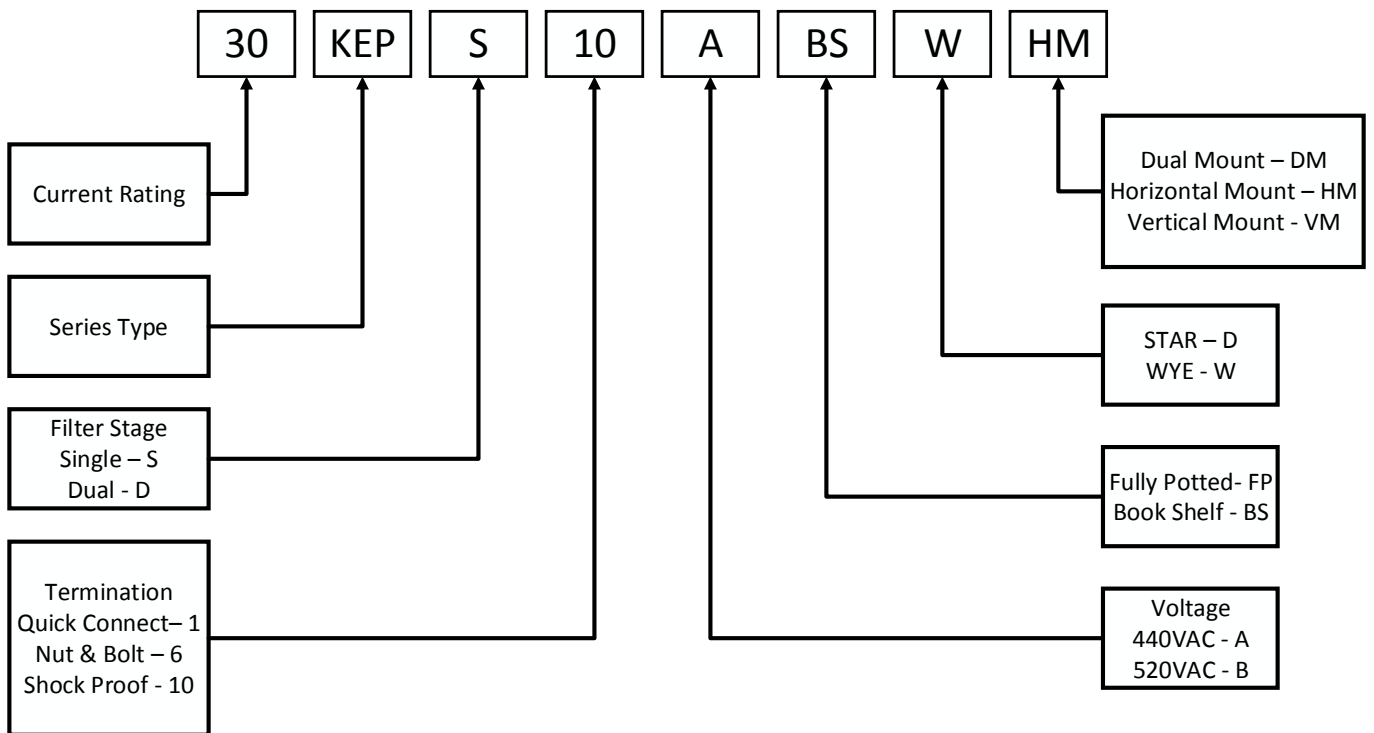 30 KEP S 10 A BS W HM
Current Rating
Series Type
Filter Stage
Single – S
Dual - D
Termination
Quick Connect– 1
Nut & Bolt – 6
Shock Proof - 10
Dual Mount – DM
Horizontal Mount – HM
Vertical Mount - VM
STAR – D
WYE - W
Fully Potted- FP
Book Shelf - BS
Voltage
440VAC - A
520VAC - B